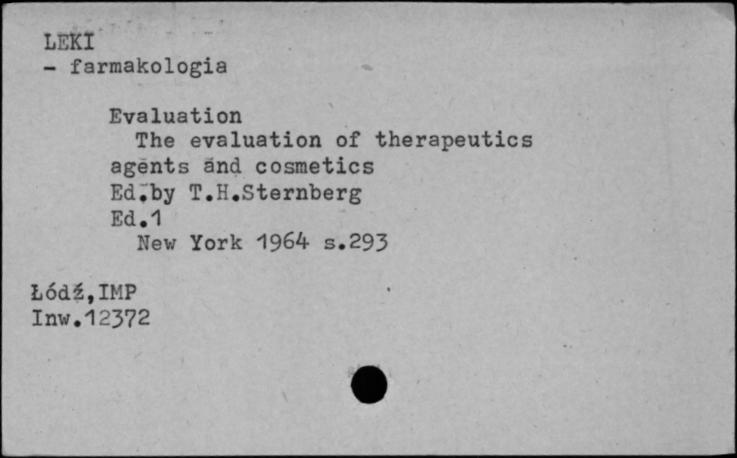 LEKI
- farmakologia
Evaluation
The evaluation of therapeutics
agents and cosmetics
Ed.by T.H.Sternberg
Ed.1
New York 1964 s.293
Łódź,IMP
Inw.12372